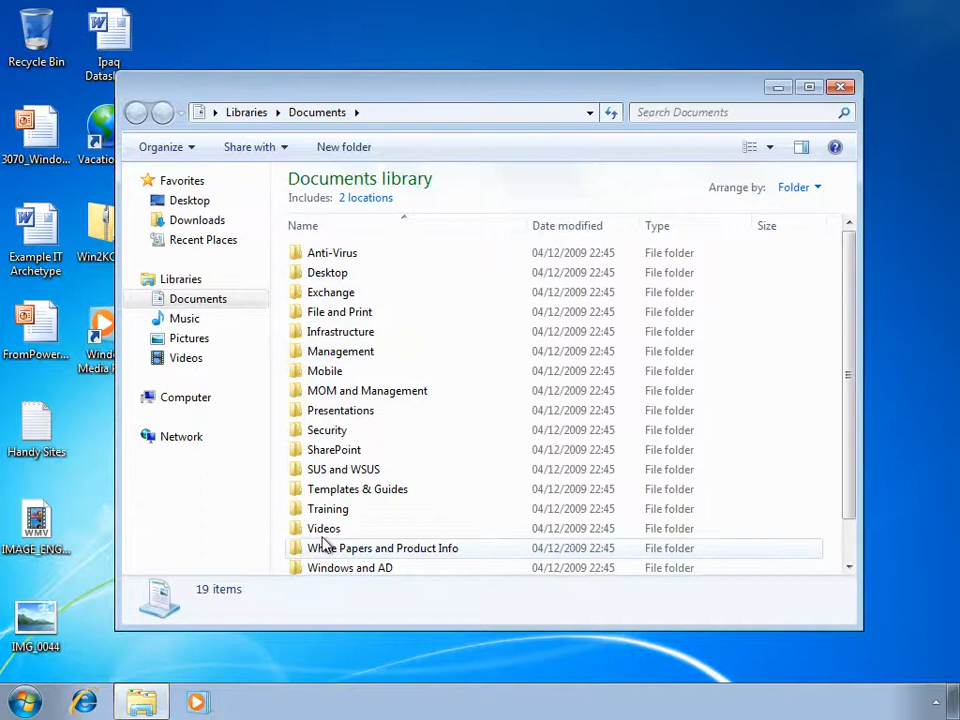 Recycle Bin
Ipaq
Datas
3070_Windo...
Vacatio
Example IT
Archetype
Win2K
FromPower...
Windo
Media P
Handy Sites
IMAGE_ENG...
WMV
IMG_0044
Libraries
Documents
Search Documents
Organize
Share with
New folder
Favorites
Desktop
Downloads
Recent Places
Libraries
Documents
Music
Pictures
Videos
Computer
Network
Documents library
Includes: 2 locations
Arrange by: Folder
Name Date modified Type Size
Anti-Virus 04/12/2009 22:45 File folder
Desktop 04/12/2009 22:45 File folder
Exchange 04/12/2009 22:45 File folder
File and Print 04/12/2009 22:45 File folder
Infrastructure 04/12/2009 22:45 File folder
Management 04/12/2009 22:45 File folder
Mobile 04/12/2009 22:45 File folder
MOM and Management 04/12/2009 22:45 File folder
Presentations 04/12/2009 22:45 File folder
Security 04/12/2009 22:45 File folder
SharePoint 04/12/2009 22:45 File folder
SUS and WSUS 04/12/2009 22:45 File folder
Templates & Guides 04/12/2009 22:45 File folder
Training 04/12/2009 22:45 File folder
Videos 04/12/2009 22:45 File folder
White Papers and Product Info 04/12/2009 22:45 File folder
Windows and AD 04/12/2009 22:45 File folder
19 items